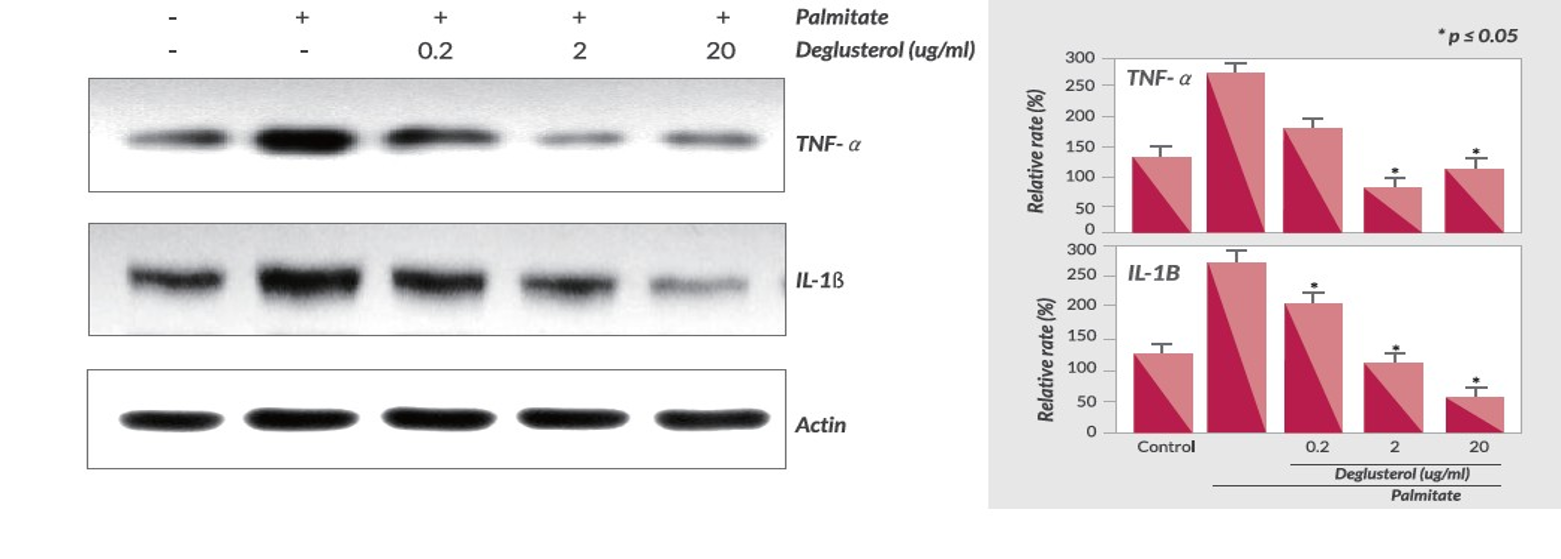 - + + + + Palmitate
- - 0.2 2 20 Deglusterol (ug/ml)
TNF- α
IL-1ß
Actin
* p ≤ 0.05
TNF- α
Relative rate (%)
300
250
200
150
100
50
0
*
*
IL-1B
Relative rate (%)
300
250
200
150
100
50
0
*
*
*
Control 0.2 2 20
Deglusterol (ug/ml)
Palmitate